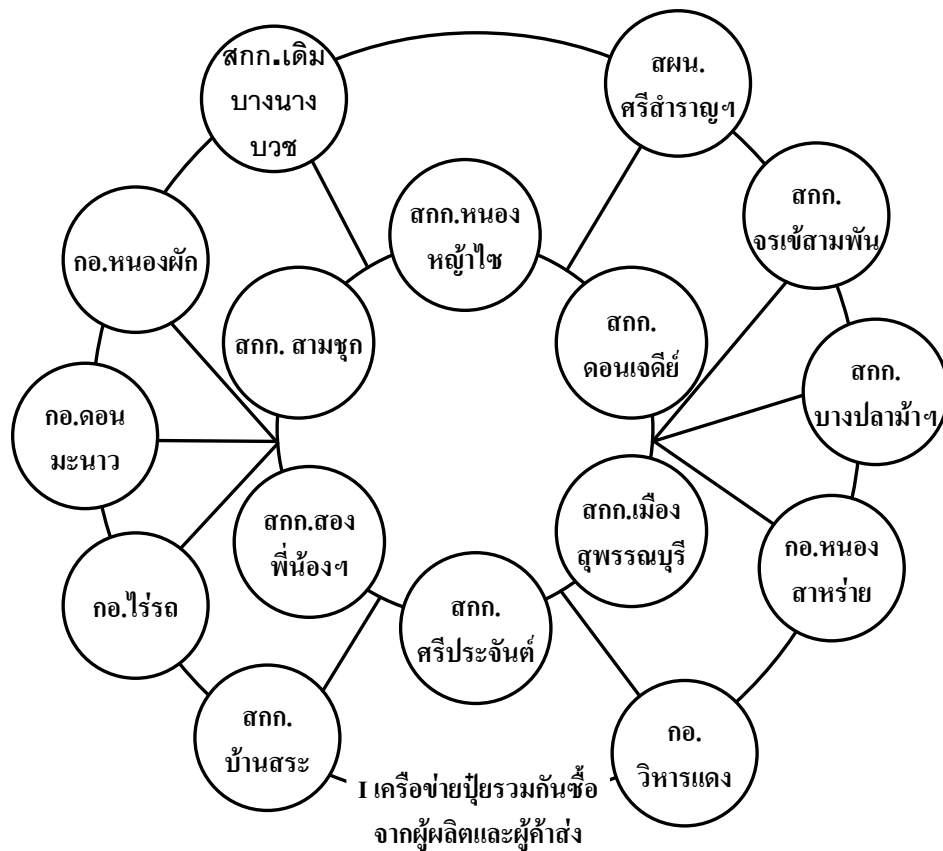 สกก.เดิม
บางนาง
บวช
สผน.
ศรีสำราญฯ
สกก.หนอง
หญ้าไซ
สกก.
จรเข้สามพัน
กอ.หนองผัก
สกก. สามชุก
สกก.
ดอนเจดีย์
สกก.
บางปลาม้าฯ
กอ.ดอน
มะนาว
สกก.สอง
พี่น้องฯ
สกก.เมือง
สุพรรณบุรี
กอ.หนอง
สาหร่าย
กอ.ไร่รถ
สกก.
ศรีประจันต์
สกก.
บ้านสระ
กอ.
วิหารแดง
I เครือข่ายปุ๋ยรวมกันซื้อ
จากผู้ผลิตและผู้ค้าส่ง